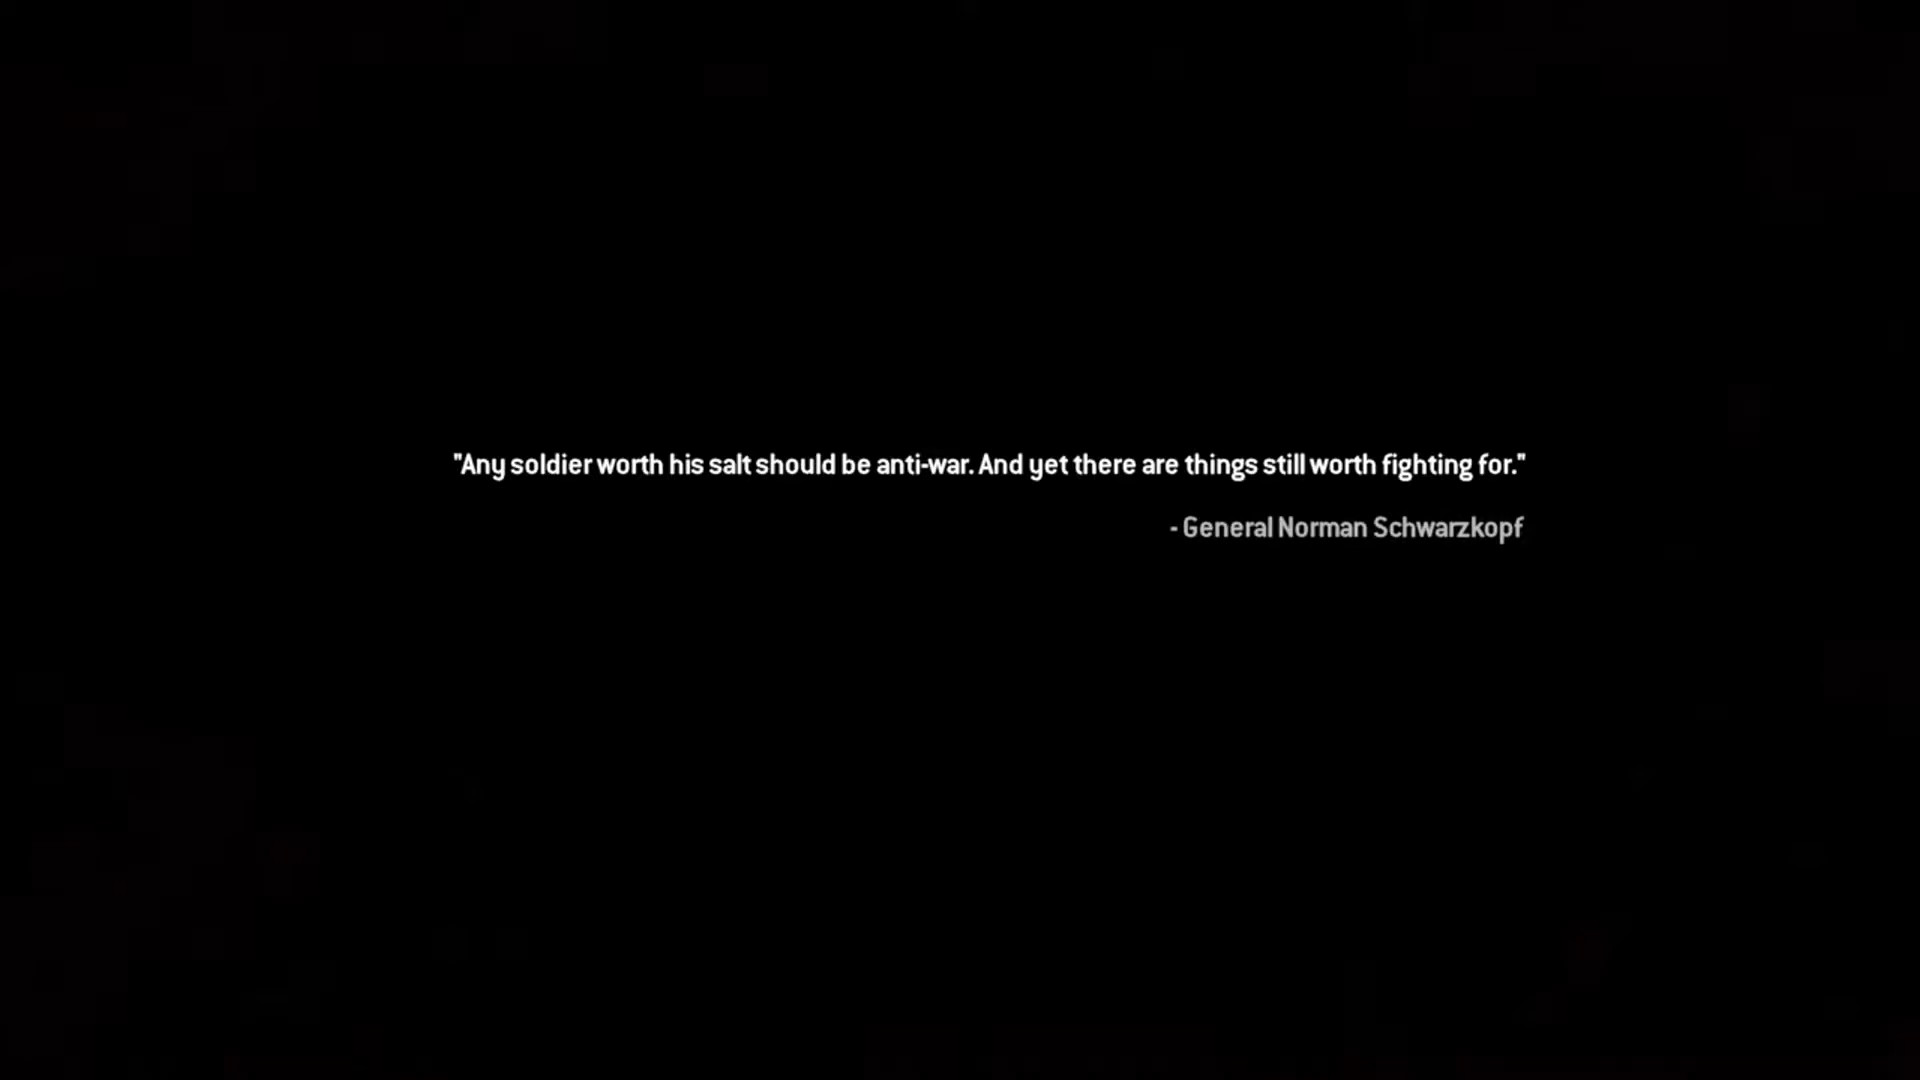 "Any soldier worth his salt should be anti-war. And yet there are things still worth fighting for."
- General Norman Schwarzkopf